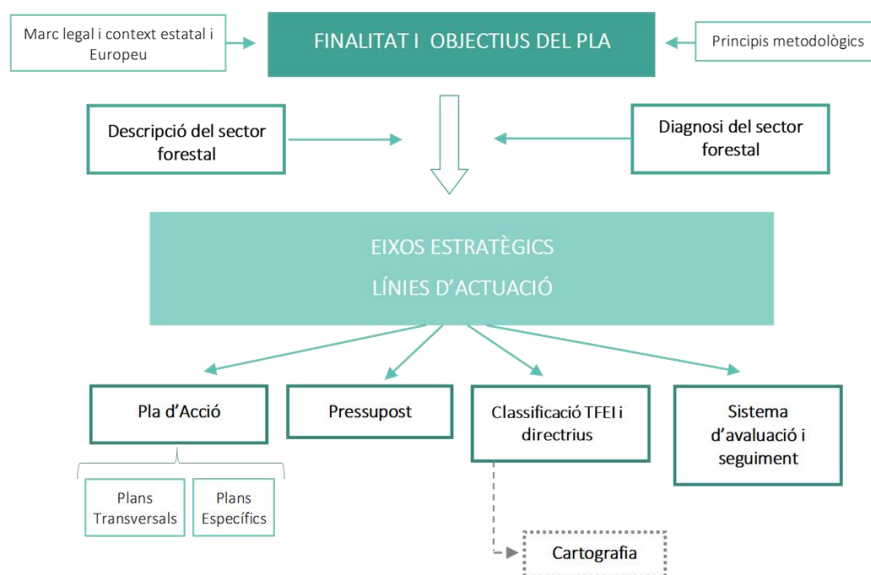 Marc legal i context estatal i
Europeu
FINALITAT I OBJECTIUS DEL PLA
Principis metodològics
Descripció del sector
forestal
Diagnosi del sector
forestal
EIXOS ESTRATÈGICS
LÍNIES D'ACTUACIÓ
Pla d'Acció
Pressupost
Classificació TFEI i
directrius
Sistema
d'avaluació i
seguiment
Plans
Transversals
Plans
Específics
Cartografia